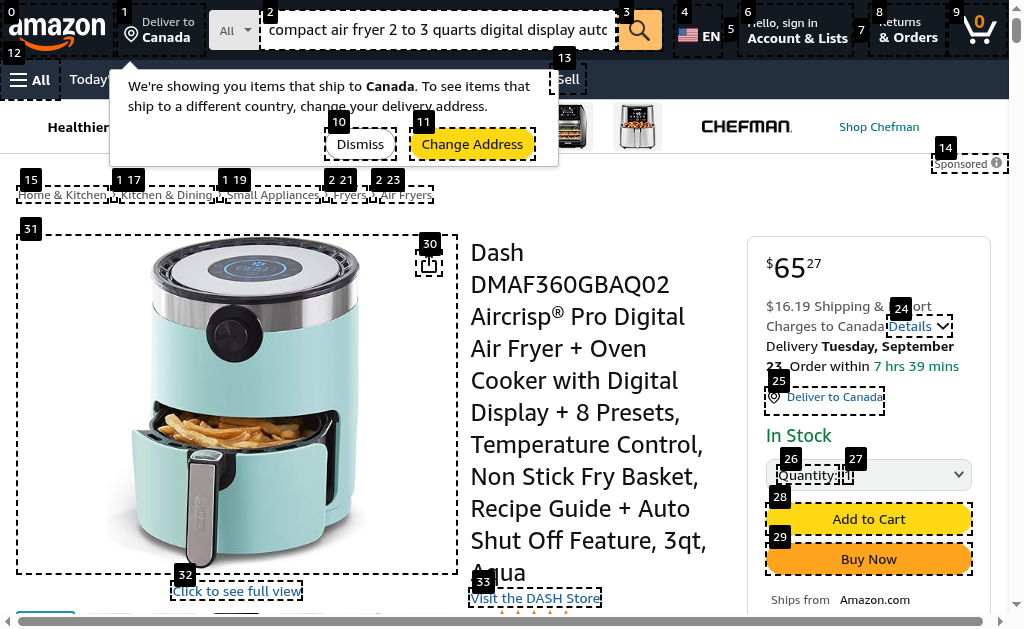 0
1
2
3
4
5
6
7
8
9
amazon
Deliver to
Canada
All
compact air fryer 2 to 3 quarts digital display auto
EN
Hello, sign in
Account & Lists
Returns
& Orders
0
12
13
All
Today'
Sell
We're showing you items that ship to Canada. To see items that
ship to a different country, change your delivery address.
10
11
Dismiss
Change Address
Healthier
CHEFMAN.
Shop Chefman
14
Sponsored
15
1 17
1 19
2 21
2 23
Home & Kitchen › Kitchen & Dining › Small Appliances › Fryers › Air Fryers
31
30
Dash
DMAF360GBAQ02
Aircrisp® Pro Digital
Air Fryer + Oven
Cooker with Digital
Display + 8 Presets,
Temperature Control,
Non Stick Fry Basket,
Recipe Guide + Auto
Shut Off Feature, 3qt,
Aqua
32
Click to see full view
33
Visit the DASH Store
$65 27
24
$16.19 Shipping &
Charges to Canada Details
Delivery Tuesday, September
23. Order within 7 hrs 39 mins
25
Deliver to Canada
In Stock
26
27
Quantity: 1
28
Add to Cart
29
Buy Now
Ships from Amazon.com